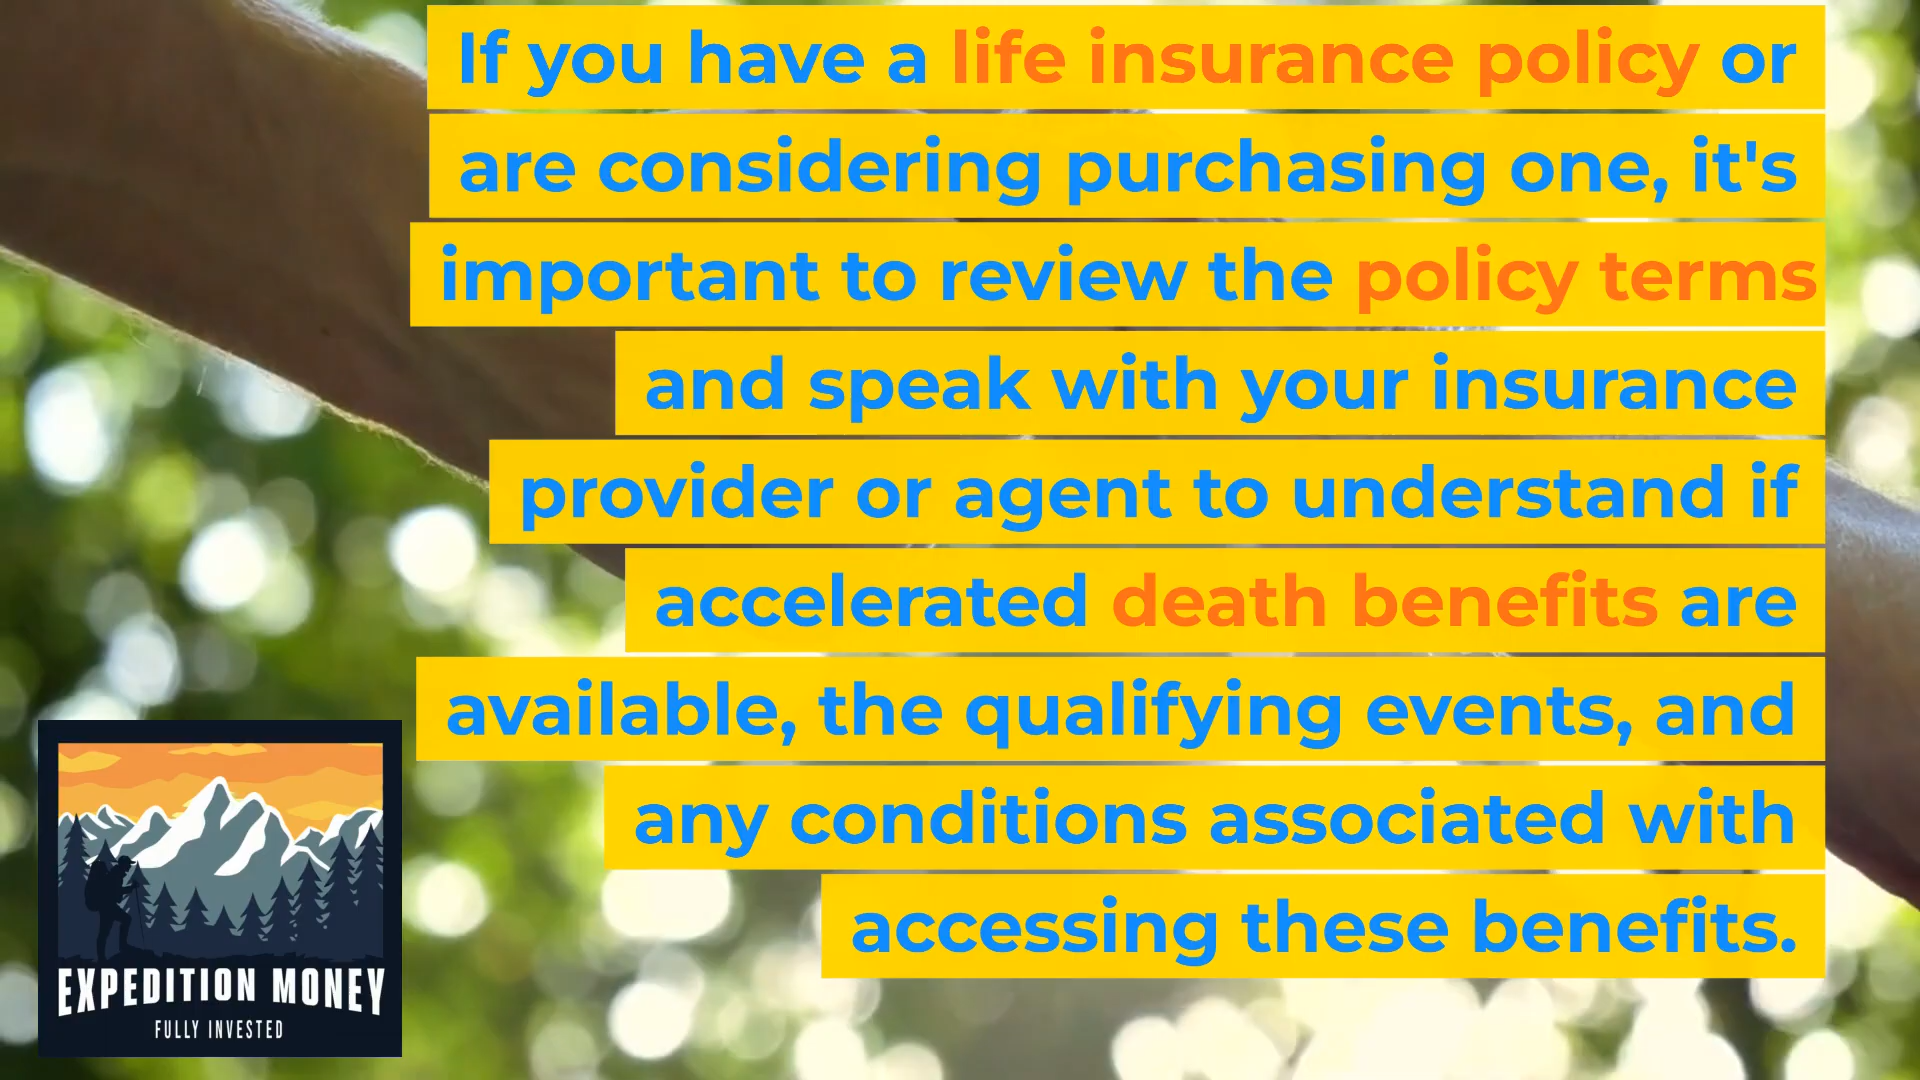 If you have a life insurance policy or
are considering purchasing one, it's
important to review the policy terms
and speak with your insurance
provider or agent to understand if
accelerated death benefits are
available, the qualifying events, and
any conditions associated with
accessing these benefits.
EXPEDITION MONEY
FULLY INVESTED